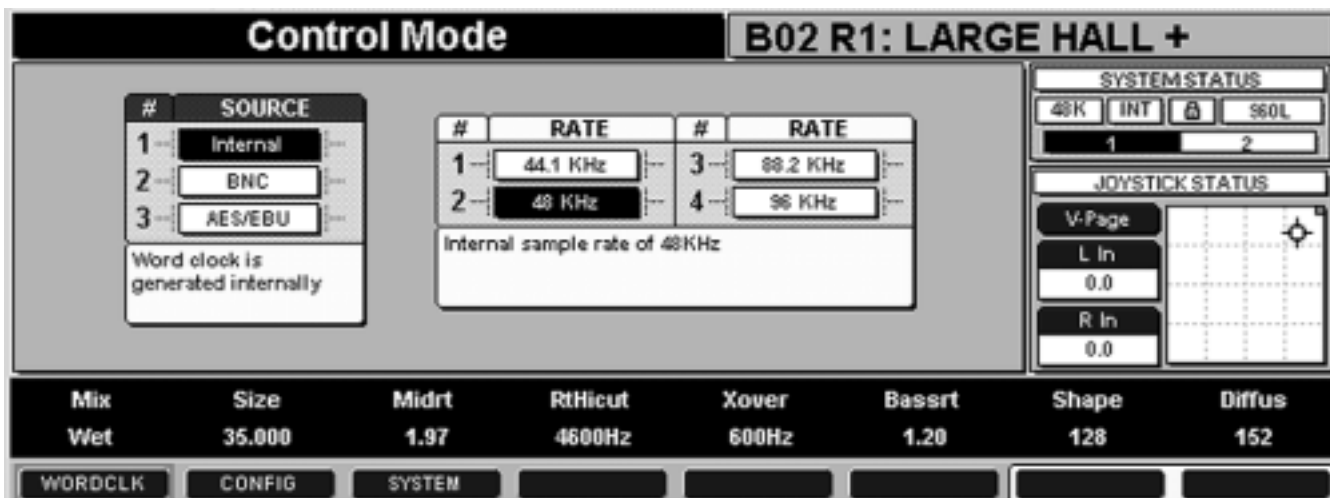 Control Mode
B02 R1: LARGE HALL +
# SOURCE
1 Internal
2 BNC
3 AES/EBU
Word clock is
generated internally
# RATE # RATE
1 44.1 KHz 3 88.2 KHz
2 48 KHz 4 96 KHz
Internal sample rate of 48KHz
SYSTEM STATUS
48K INT 960L
1 2
JOYSTICK STATUS
V-Page
L In
0.0
R In
0.0
Mix Size Midrt RtHicut Xover Bassrt Shape Diffus
Wet 35.000 1.97 4600Hz 600Hz 1.20 128 152
WORDCLK CONFIG SYSTEM